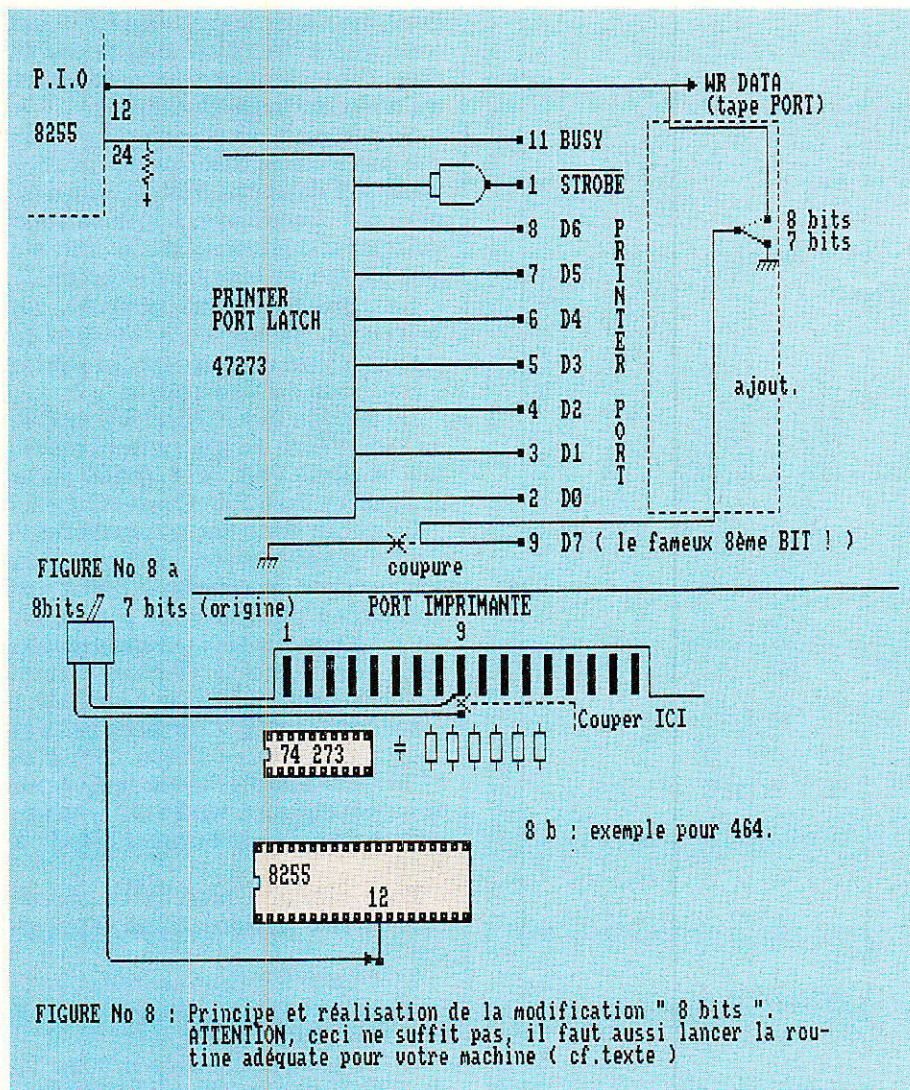 P.I.O
8255
12
24
WR DATA
(tape PORT)
11 BUSY
1 STROBE
8 D6
7 D5
6 D4
5 D3
4 D2
3 D1
2 D0
9 D7 ( le fameux 8ème BIT ! )
PRINTER PORT
PRINTER
PORT LATCH
47273
8 bits
7 bits
ajout.
coupure
FIGURE No 8 a
8bits// 7 bits (origine)
PORT IMPRIMANTE
1
9
Couper ICI
74 273
8 b : exemple pour 464.
8255
12
FIGURE No 8 : Principe et réalisation de la modification " 8 bits ".
ATTENTION, ceci ne suffit pas, il faut aussi lancer la rou-
tine adéquate pour votre machine ( cf.texte )